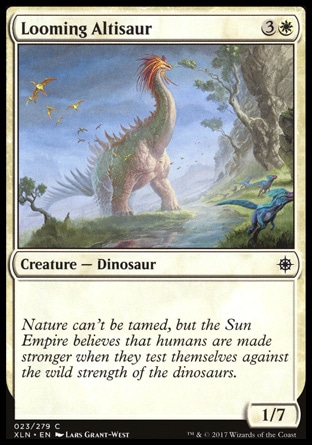 Looming Altisaur 3
Creature — Dinosaur
Nature can't be tamed, but the Sun
Empire believes that humans are made
stronger when they test themselves against
the wild strength of the dinosaurs.
1/7
023/279 C
XLN • EN Lars Grant-West
™ & © 2017 Wizards of the Coast